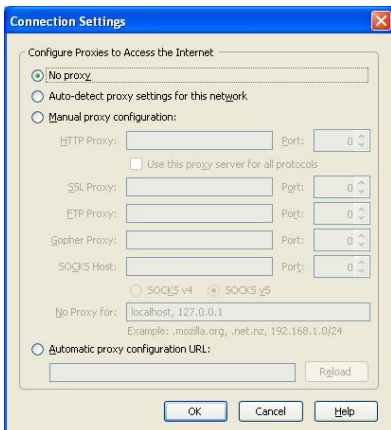 Connection Settings
Configure Proxies to Access the Internet
No proxy
Auto-detect proxy settings for this network
Manual proxy configuration:
HTTP Proxy: Port: 0
Use this proxy server for all protocols
SSL Proxy: Port: 0
FTP Proxy: Port: 0
Gopher Proxy: Port: 0
SOCKS Host: Port: 0
SOCKS v4 SOCKS v5
No Proxy for: localhost, 127.0.0.1
Example: .mozilla.org, .net.nz, 192.168.1.0/24
Automatic proxy configuration URL:
Reload
OK Cancel Help